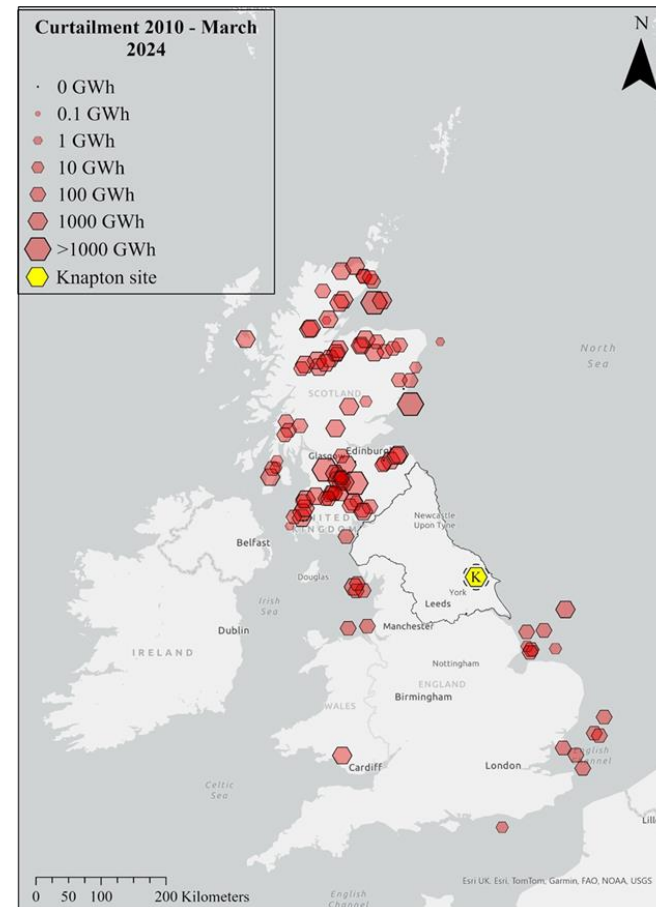 Curtailment 2010 - March
2024
0 GWh
0.1 GWh
1 GWh
10 GWh
100 GWh
1000 GWh
>1000 GWh
Knapton site
N
North
Sea
SCOTLAND
Edinburgh
Glasgow
UNITED
KINGDOM
Newcastle
Upon Tyne
Belfast
Douglas
K
York
Leeds
Irish
Sea
Manchester
Dublin
IRELAND
Nottingham
ENGLAND
WALES
Birmingham
English
Channel
London
Cardiff
Celtic
Sea
Lill
0 50 100 200 Kilometers
English
Channel
Esri UK, Esri, TomTom, Garmin, FAO, NOAA, USGS